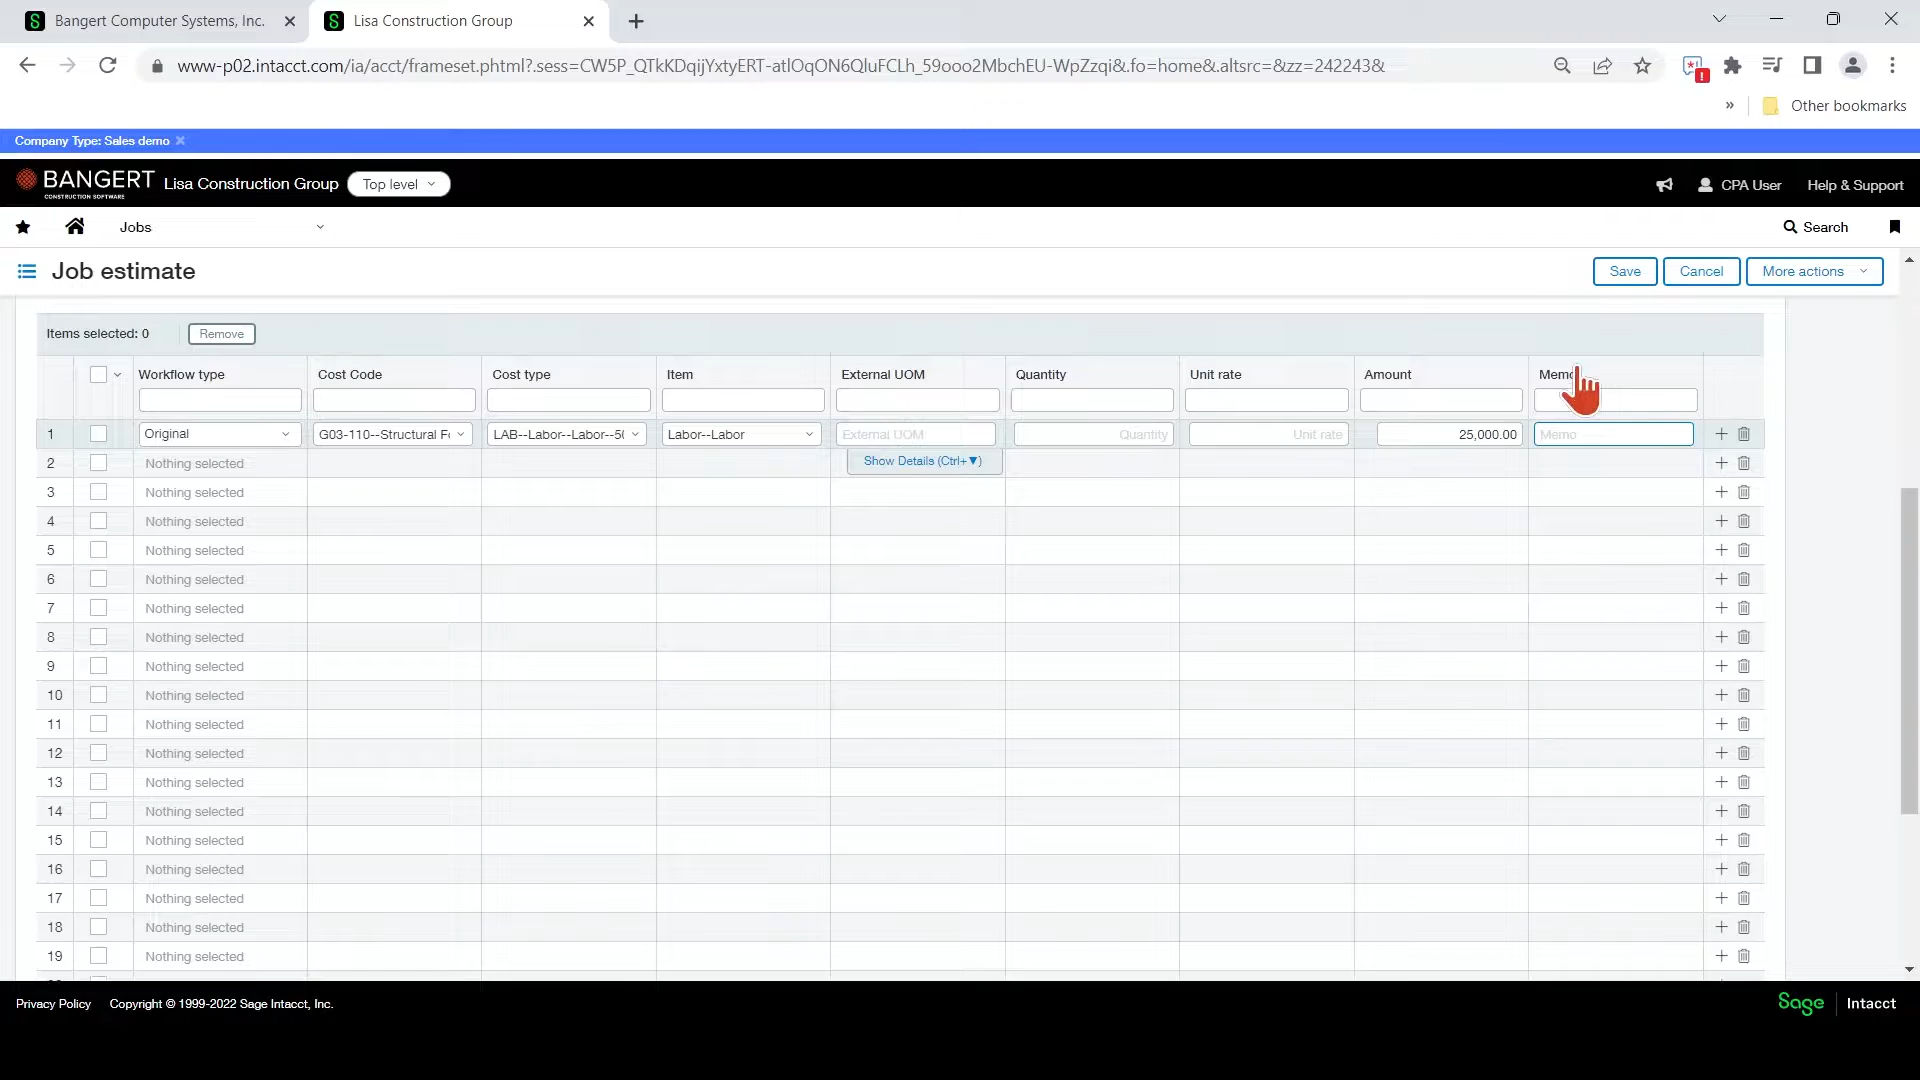 Bangert Computer Systems, Inc.
Lisa Construction Group
www-p02.intacct.com/ia/acct/frameset.phtml?.sess=CW5P_QTkKDqijYxtyERT-atlOqON6QluFCLh_59ooo2MbchEU-WpZzqi&.fo=home&.altsrc=&zz=242243&
» Other bookmarks
Company Type: Sales demo
BANGERT
CONSTRUCTION SOFTWARE
Lisa Construction Group
Top level
CPA User
Help & Support
Jobs
Search
Job estimate
Save
Cancel
More actions
Items selected: 0
Remove
Workflow type Cost Code Cost type Item External UOM Quantity Unit rate Amount Memo
1 Original G03-110--Structural F LAB--Labor--Labor--5 Labor--Labor External UOM Quantity Unit rate 25,000.00 Memo
Show Details (Ctrl+▼)
2 Nothing selected
3 Nothing selected
4 Nothing selected
5 Nothing selected
6 Nothing selected
7 Nothing selected
8 Nothing selected
9 Nothing selected
10 Nothing selected
11 Nothing selected
12 Nothing selected
13 Nothing selected
14 Nothing selected
15 Nothing selected
16 Nothing selected
17 Nothing selected
18 Nothing selected
19 Nothing selected
Privacy Policy Copyright © 1999-2022 Sage Intacct, Inc.
Sage Intacct